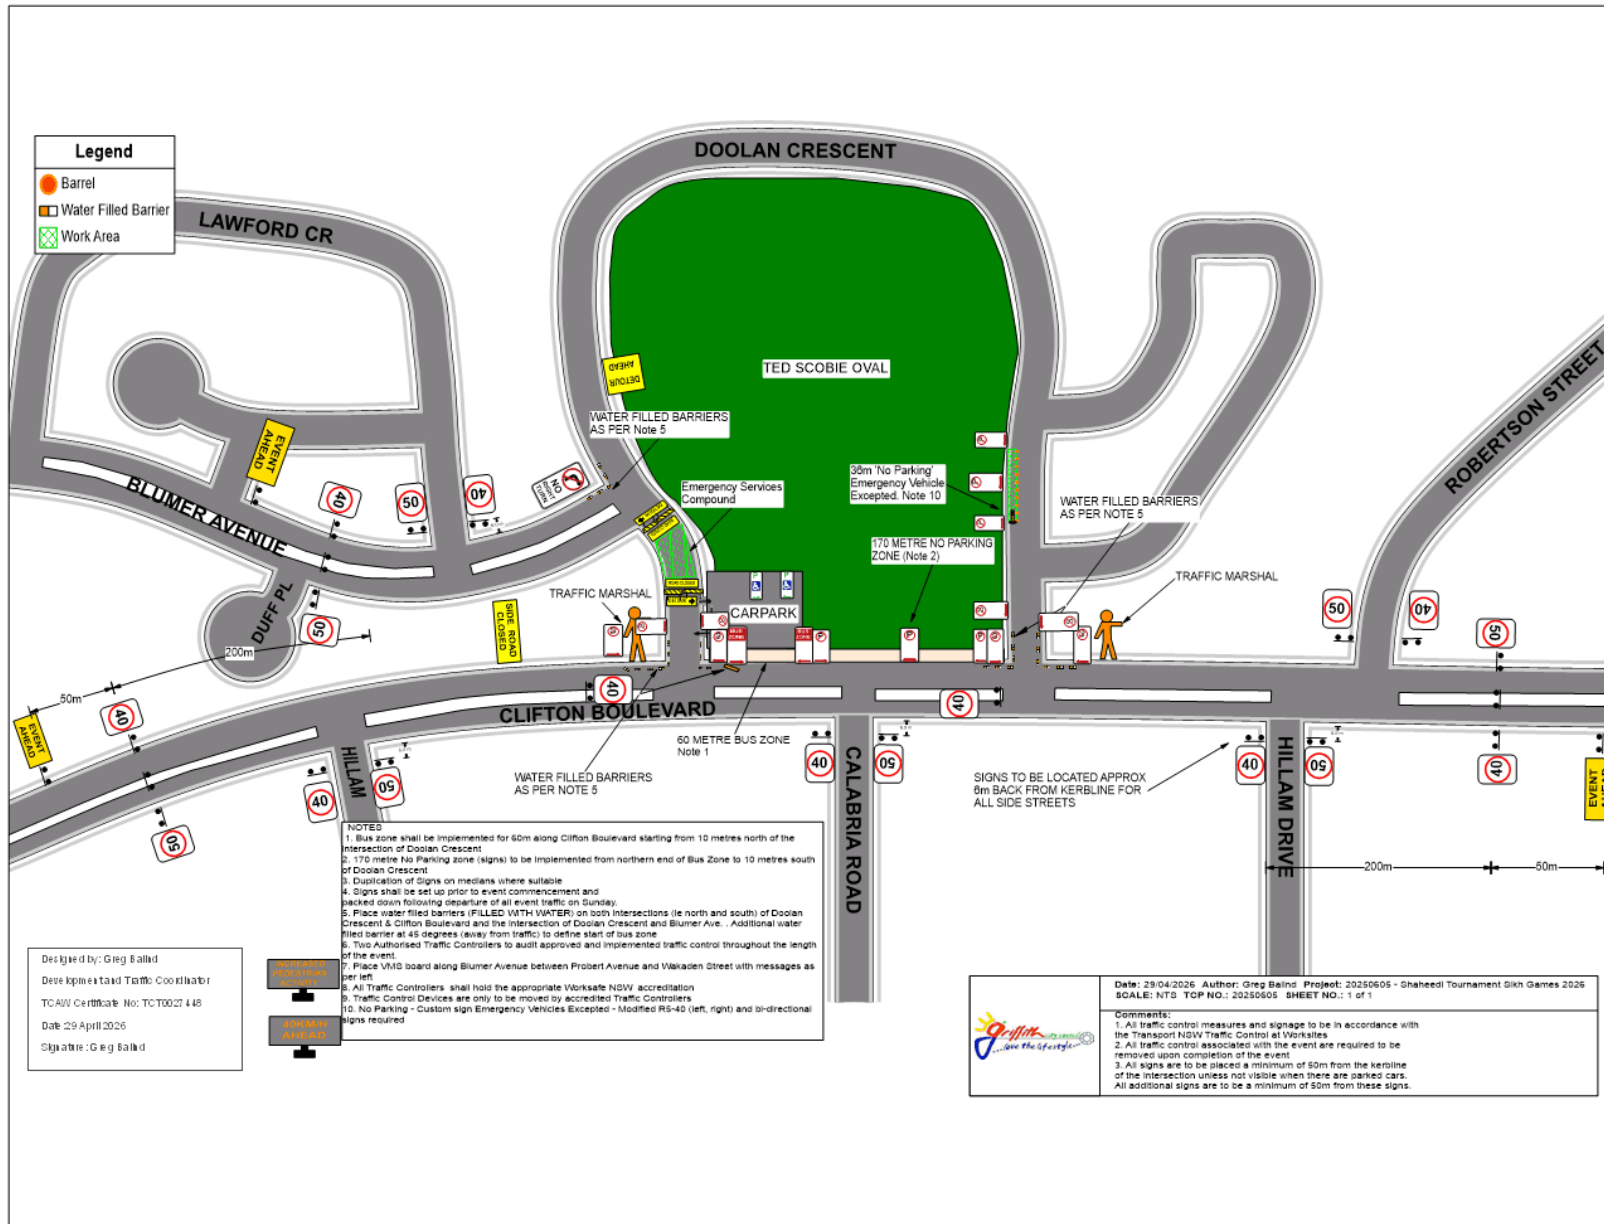 Legend
Barrel
Water Filled Barrier
Work Area
DOOLAN CRESCENT
LAWFORD CR
TED SCOBIE OVAL
DETOUR
AHEAD
WATER FILLED BARRIERS
AS PER Note 5
EVENT
AHEAD
40
50
40
NO
RIGHT
TURN
Emergency Services
Compound
36m 'No Parking'
Emergency Vehicle
Excepted. Note 10
WATER FILLED BARRIERS
AS PER NOTE 5
ROBERTSON STREET
BLUMER AVENUE
170 METRE NO PARKING
ZONE (Note 2)
TRAFFIC MARSHAL
TRAFFIC MARSHAL
DUFF PL
50
SIDE ROAD
CLOSED
CARPARK
BUS
ZONE
BUS
ZONE
50
40
50
200m
50m
40
EVENT
AHEAD
40
40
CLIFTON BOULEVARD
60 METRE BUS ZONE
Note 1
WATER FILLED BARRIERS
AS PER NOTE 5
HILLAM
40
50
50
40
50
CALABRIA ROAD
SIGNS TO BE LOCATED APPROX
6m BACK FROM KERBLINE FOR
ALL SIDE STREETS
40
50
HILLAM DRIVE
40
EVENT
200m
50m
NOTES
1. Bus zone shall be implemented for 60m along Clifton Boulevard starting from 10 metres north of the
intersection of Doolan Crescent
2. 170 metre No Parking zone (signs) to be implemented from northern end of Bus Zone to 10 metres south
of Doolan Crescent
3. Duplication of Signs on medians where suitable
4. Signs shall be set up prior to event commencement and
packed down following departure of all event traffic on Sunday.
5. Place water filled barriers (FILLED WITH WATER) on both intersections (ie north and south) of Doolan
Crescent & Clifton Boulevard and the intersection of Doolan Crescent and Blumer Ave. . Additional water
filled barrier at 45 degrees (away from traffic) to define start of bus zone
6. Two Authorised Traffic Controllers to audit approved and implemented traffic control throughout the length
of the event.
7. Place VMS board along Blumer Avenue between Probert Avenue and Wakaden Street with messages as
per left
8. All Traffic Controllers shall hold the appropriate Worksafe NSW accreditation
9. Traffic Control Devices are only to be moved by accredited Traffic Controllers
10. No Parking - Custom sign Emergency Vehicles Excepted - Modified R5-40 (left, right) and bi-directional
signs required
INCREASED
PEDESTRIAN
ACTIVITY
40KM/H
AHEAD
Designed by: Greg Balind
Development and Traffic Coordinator
TCAW Certificate No: TCT0027448
Date :29 April 2026
Signature: Greg Balind
Griffith city council
...love the lifestyle
Date: 29/04/2026 Author: Greg Balind Project: 20250605 - Shaheedi Tournament Sikh Games 2026
SCALE: NTS TCP NO.: 20250605 SHEET NO.: 1 of 1
Comments:
1. All traffic control measures and signage to be in accordance with
the Transport NSW Traffic Control at Worksites
2. All traffic control associated with the event are required to be
removed upon completion of the event
3. All signs are to be placed a minimum of 50m from the kerbline
of the intersection unless not visible when there are parked cars.
All additional signs are to be a minimum of 50m from these signs.